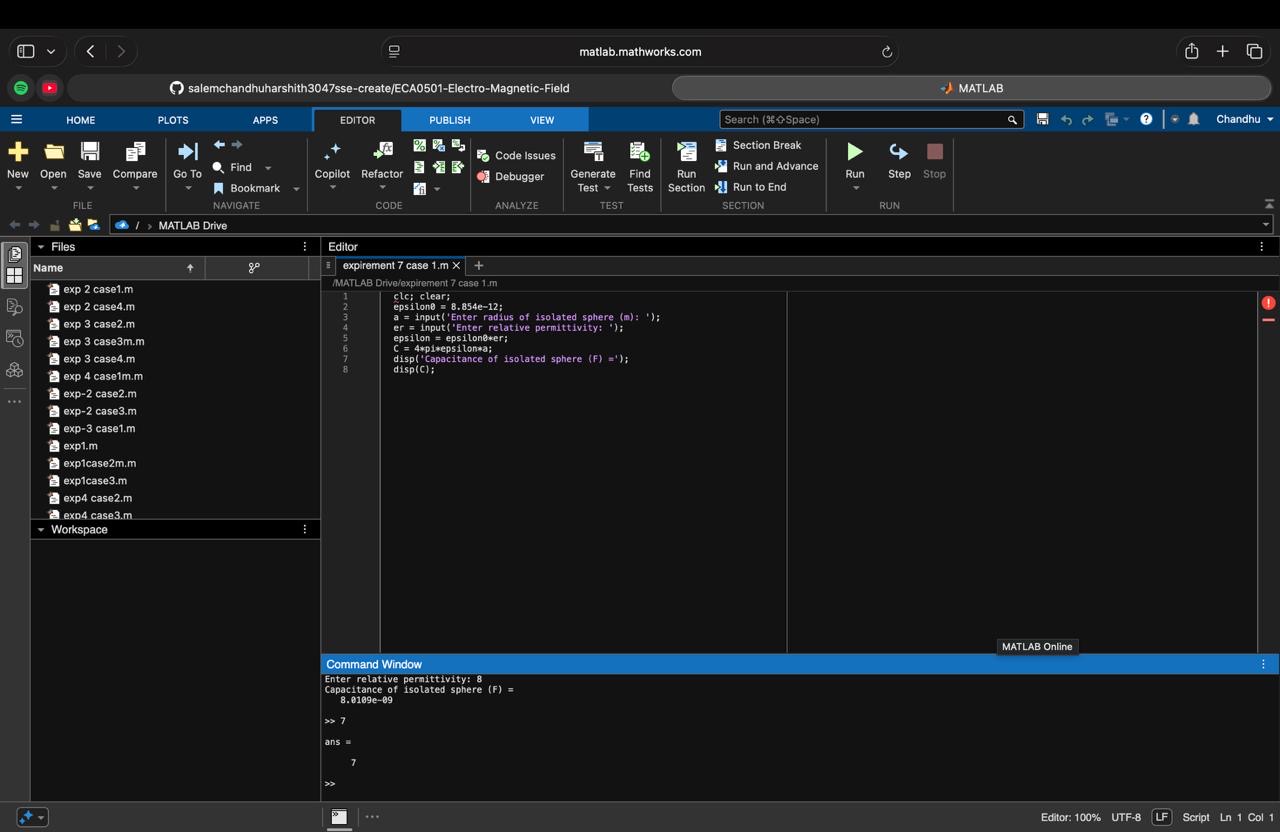 matlab.mathworks.com
salemchandhuharshith3047sse-create/ECA0501-Electro-Magnetic-Field
MATLAB
HOME PLOTS APPS EDITOR PUBLISH VIEW Search (⌘⇧Space) Chandhu
New Open Save Compare
FILE
Go To Find Bookmark
NAVIGATE
Copilot Refactor
CODE
Code Issues
Debugger
ANALYZE
Generate Test
Find Tests
TEST
Run Section
Section Break
Run and Advance
Run to End
SECTION
Run Step Stop
RUN
/ › MATLAB Drive
Files
Name
exp 2 case1.m
exp 2 case4.m
exp 3 case2.m
exp 3 case3m.m
exp 3 case4.m
exp 4 case1m.m
exp-2 case2.m
exp-2 case3.m
exp-3 case1.m
exp1.m
exp1case2m.m
exp1case3.m
exp4 case2.m
exp4 case3.m
Workspace
Editor
expirement 7 case 1.m
/MATLAB Drive/expirement 7 case 1.m
1 clc; clear;
2 epsilon0 = 8.854e-12;
3 a = input('Enter radius of isolated sphere (m): ');
4 er = input('Enter relative permittivity: ');
5 epsilon = epsilon0*er;
6 C = 4*pi*epsilon*a;
7 disp('Capacitance of isolated sphere (F) =');
8 disp(C);
MATLAB Online
Command Window
Enter relative permittivity: 8
Capacitance of isolated sphere (F) =
8.0109e-09
>> 7
ans =
7
>>
Editor: 100% UTF-8 LF Script Ln 1 Col 1